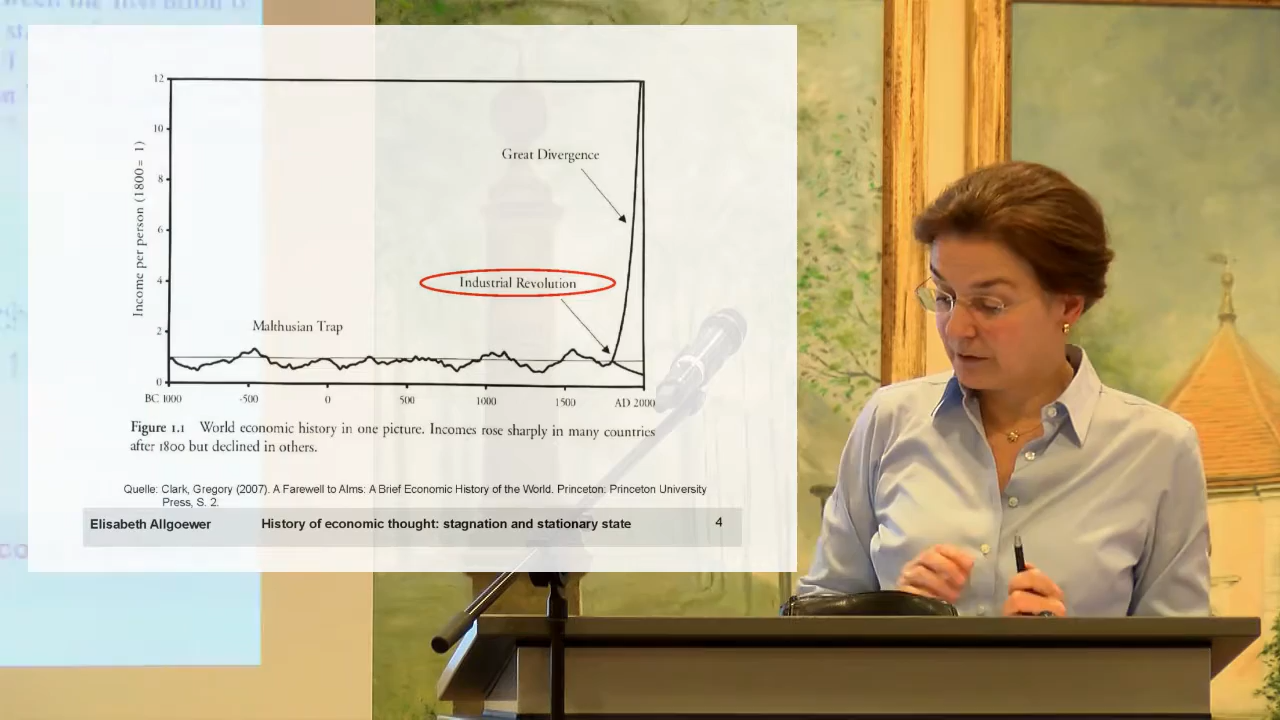 12
10
8
6
4
2
0
Income per person (1800 = 1)
Great Divergence
Industrial Revolution
Malthusian Trap
BC 1000 -500 0 500 1000 1500 AD 2000
Figure 1.1 World economic history in one picture. Incomes rose sharply in many countries
after 1800 but declined in others.
Quelle: Clark, Gregory (2007). A Farewell to Alms: A Brief Economic History of the World. Princeton: Princeton University
Press, S. 2.
Elisabeth Allgoewer History of economic thought: stagnation and stationary state 4